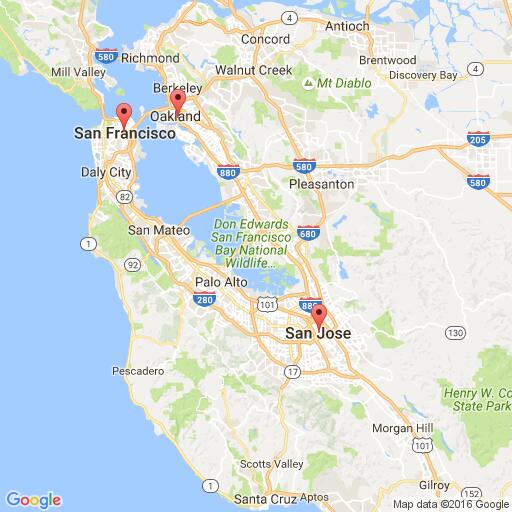 4
Antioch
Concord
580
Richmond
Brentwood
Mill Valley
Walnut Creek
4
Discovery Bay
Mt Diablo
Berkeley
Oakland
San Francisco
205
580
880
Daly City
Pleasanton
580
82
Don Edwards
San Francisco
Bay National
Wildlife...
San Mateo
680
1
92
Palo Alto
280
101
880
San Jose
130
Pescadero
17
Henry W. Co
State Park
Morgan Hill
101
Scotts Valley
1
Gilroy
152
Google
Santa Cruz
Aptos
Map data ©2016 Google